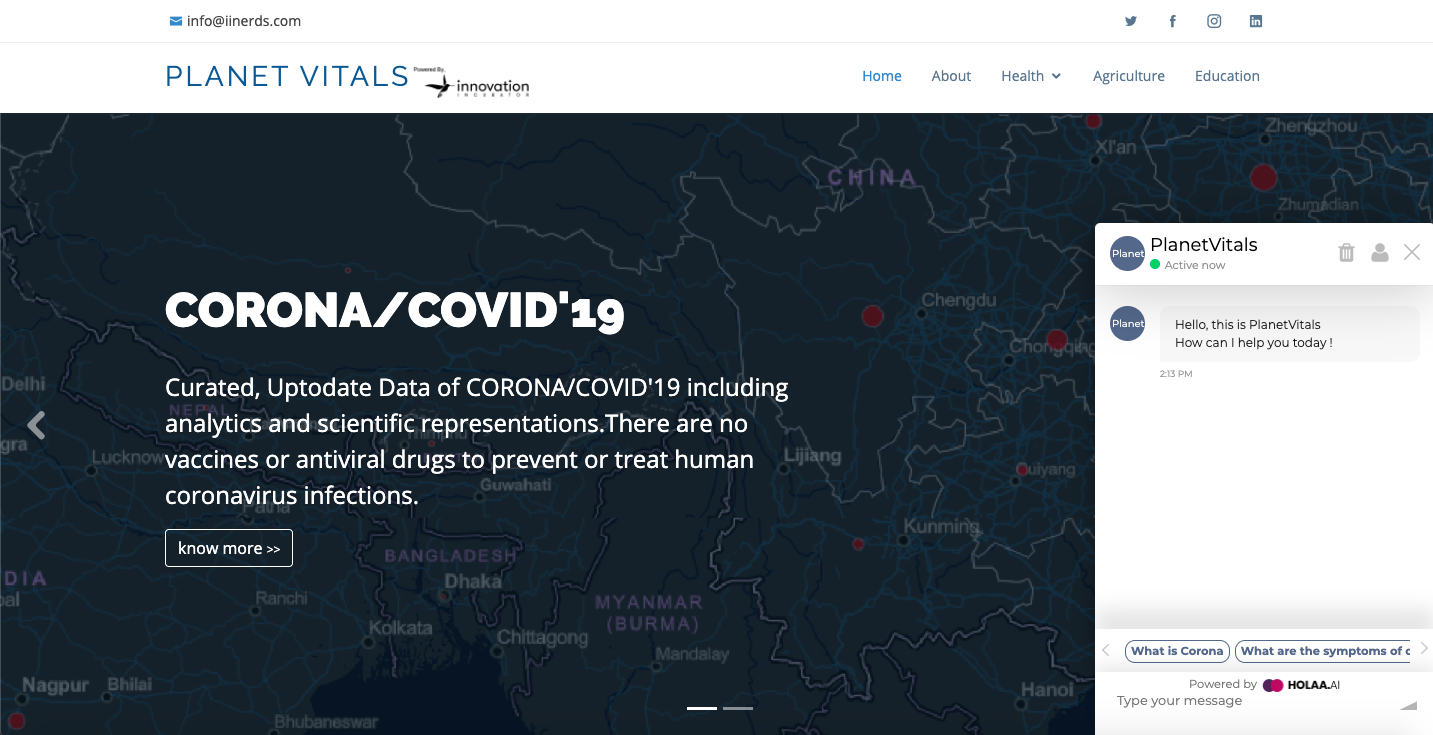 info@iinerds.com
PLANET VITALS
Powered By,
innovation
INCUBATOR
Home About Health Agriculture Education
CORONA/COVID'19
Curated, Uptodate Data of CORONA/COVID'19 including
analytics and scientific representations.There are no
vaccines or antiviral drugs to prevent or treat human
coronavirus infections.
know more >>
CHINA
Zhengzhou
Xi'an
Zhumadian
Chengdu
Chongqing
Delhi
gra
NEPAL
Lucknow
Thimphu
Lijiang
Guiyang
Guwahati
Patna
Kunming
BANGLADESH
Dhaka
DIA
pal
Ranchi
MYANMAR
(BURMA)
Kolkata
Chittagong
Mandalay
Nagpur
Bhilai
Hanoi
Bhubaneswar
Planet
PlanetVitals
Active now
Planet
Hello, this is PlanetVitals
How can I help you today !
2:13 PM
What is Corona
What are the symptoms of c
Powered by HOLAA.AI
Type your message